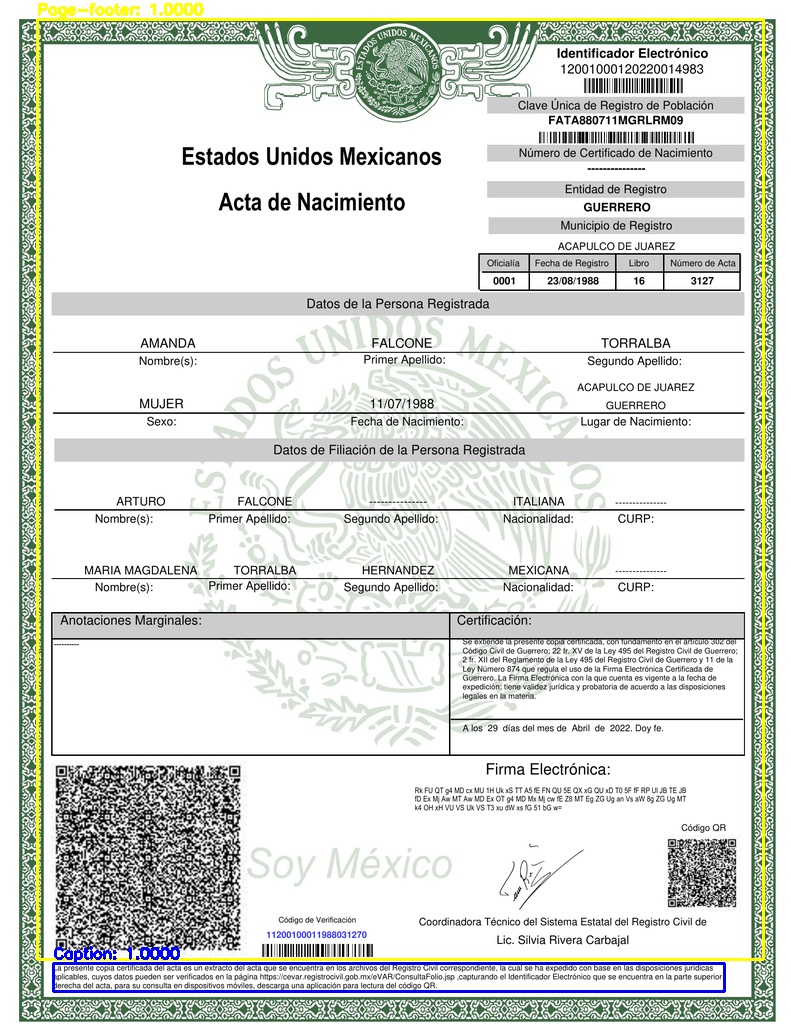 Page-footer: 1.0000
ESTADOS UNIDOS MEXICANOS
Identificador Electrónico
12001000120220014983
Clave Única de Registro de Población
FATA880711MGRLRM09
Número de Certificado de Nacimiento
---------------
Entidad de Registro
GUERRERO
Municipio de Registro
ACAPULCO DE JUAREZ
Estados Unidos Mexicanos
Acta de Nacimiento
Oficialía Fecha de Registro Libro Número de Acta
0001 23/08/1988 16 3127
Datos de la Persona Registrada
AMANDA FALCONE TORRALBA
Nombre(s): Primer Apellido: Segundo Apellido:
ACAPULCO DE JUAREZ
MUJER 11/07/1988 GUERRERO
Sexo: Fecha de Nacimiento: Lugar de Nacimiento:
ESTADOS UNIDOS MEXICANOS
Datos de Filiación de la Persona Registrada
ARTURO FALCONE --------------- ITALIANA ---------------
Nombre(s): Primer Apellido: Segundo Apellido: Nacionalidad: CURP:
MARIA MAGDALENA TORRALBA HERNANDEZ MEXICANA ---------------
Nombre(s): Primer Apellido: Segundo Apellido: Nacionalidad: CURP:
Anotaciones Marginales:
----------
Certificación:
Se extiende la presente copia certificada, con fundamento en el artículo 302 del
Código Civil de Guerrero; 22 fr. XV de la Ley 495 del Registro Civil de Guerrero;
2 fr. XII del Reglamento de la Ley 495 del Registro Civil de Guerrero y 11 de la
Ley Número 874 que regula el uso de la Firma Electrónica Certificada de
Guerrero. La Firma Electrónica con la que cuenta es vigente a la fecha de
expedición; tiene validez jurídica y probatoria de acuerdo a las disposiciones
legales en la materia.
A los 29 días del mes de Abril de 2022. Doy fe.
Firma Electrónica:
Rk FU QT g4 MD cx MU 1H Uk xS TT A5 fE FN QU 5E QX xG QU xD T0 5F fF RP Ul JB TE JB
fD Ex Mj Aw MT Aw MD Ex OT g4 MD Mx Mj cw fE Z8 MT Eg ZG Ug an Vs aW 8g ZG Ug MT
k4 OH xH VU VS Uk VS T3 xu dW xs fG 51 bG w=
Código QR
Soy México
Código de Verificación
11200100011988031270
Coordinadora Técnico del Sistema Estatal del Registro Civil de
Lic. Silvia Rivera Carbajal
Caption: 1.0000
La presente copia certificada del acta es un extracto del acta que se encuentra en los archivos del Registro Civil correspondiente, la cual se ha expedido con base en las disposiciones jurídicas
aplicables, cuyos datos pueden ser verificados en la página https://cevar.registrocivil.gob.mx/eVAR/ConsultaFolio.jsp ,capturando el Identificador Electrónico que se encuentra en la parte superior
derecha del acta, para su consulta en dispositivos móviles, descarga una aplicación para lectura del código QR.